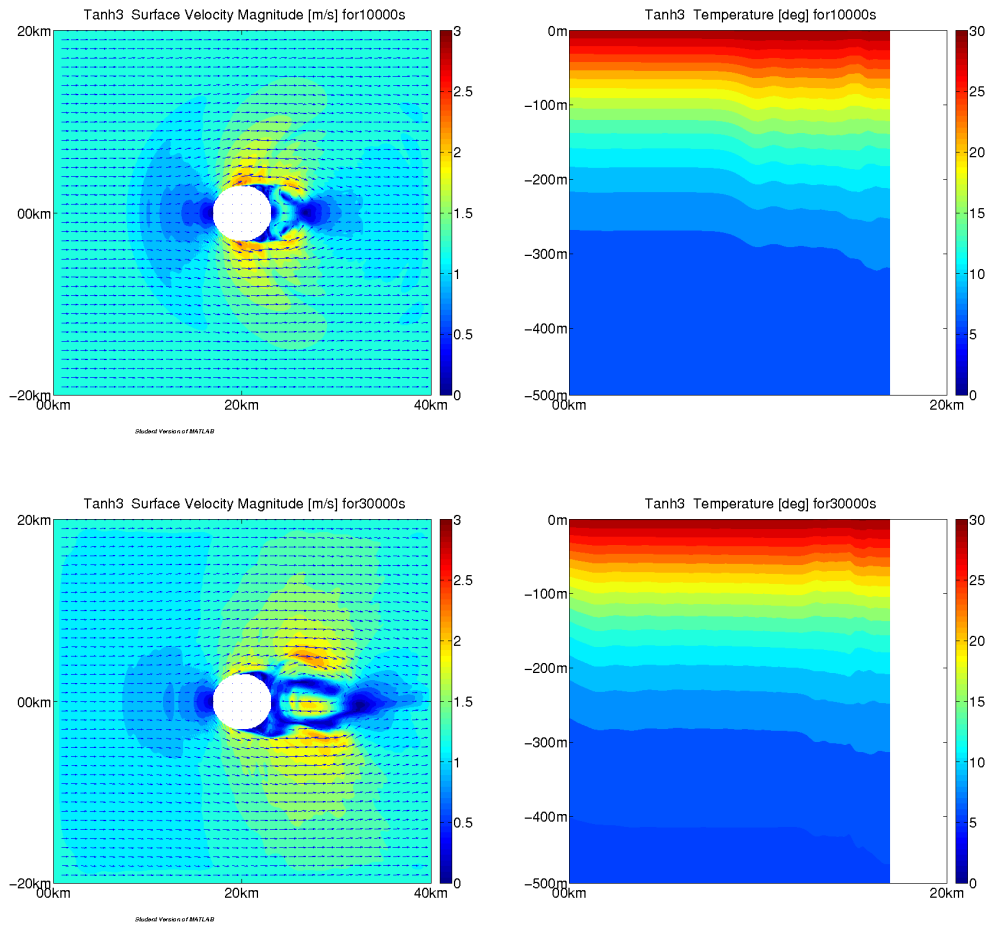 Tanh3 Surface Velocity Magnitude [m/s] for10000s
20km
00km
−20km
00km
20km
40km
3
2.5
2
1.5
1
0.5
0
Student Version of MATLAB
Tanh3 Temperature [deg] for10000s
0m
−100m
−200m
−300m
−400m
−500m
00km
20km
30
25
20
15
10
5
0
Tanh3 Surface Velocity Magnitude [m/s] for30000s
20km
00km
−20km
00km
20km
40km
3
2.5
2
1.5
1
0.5
0
Student Version of MATLAB
Tanh3 Temperature [deg] for30000s
0m
−100m
−200m
−300m
−400m
−500m
00km
20km
30
25
20
15
10
5
0